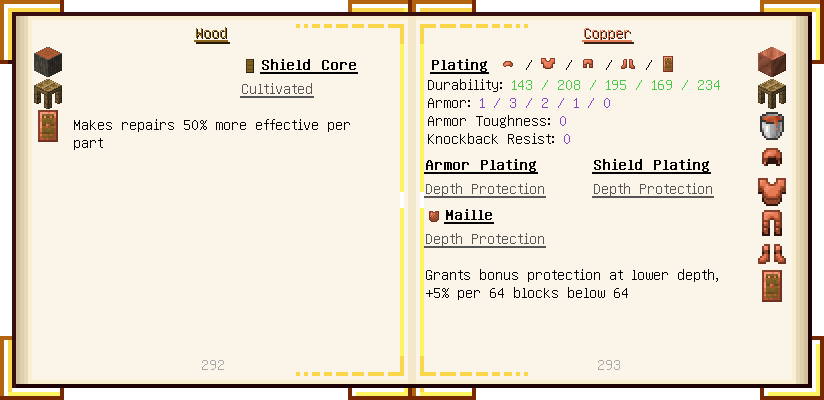 Wood
Shield Core
Cultivated
Makes repairs 50% more effective per
part
292
Copper
Plating / / / /
Durability: 143 / 208 / 195 / 169 / 234
Armor: 1 / 3 / 2 / 1 / 0
Armor Toughness: 0
Knockback Resist: 0
Armor Plating Shield Plating
Depth Protection Depth Protection
Maille
Depth Protection
Grants bonus protection at lower depth,
+5% per 64 blocks below 64
293